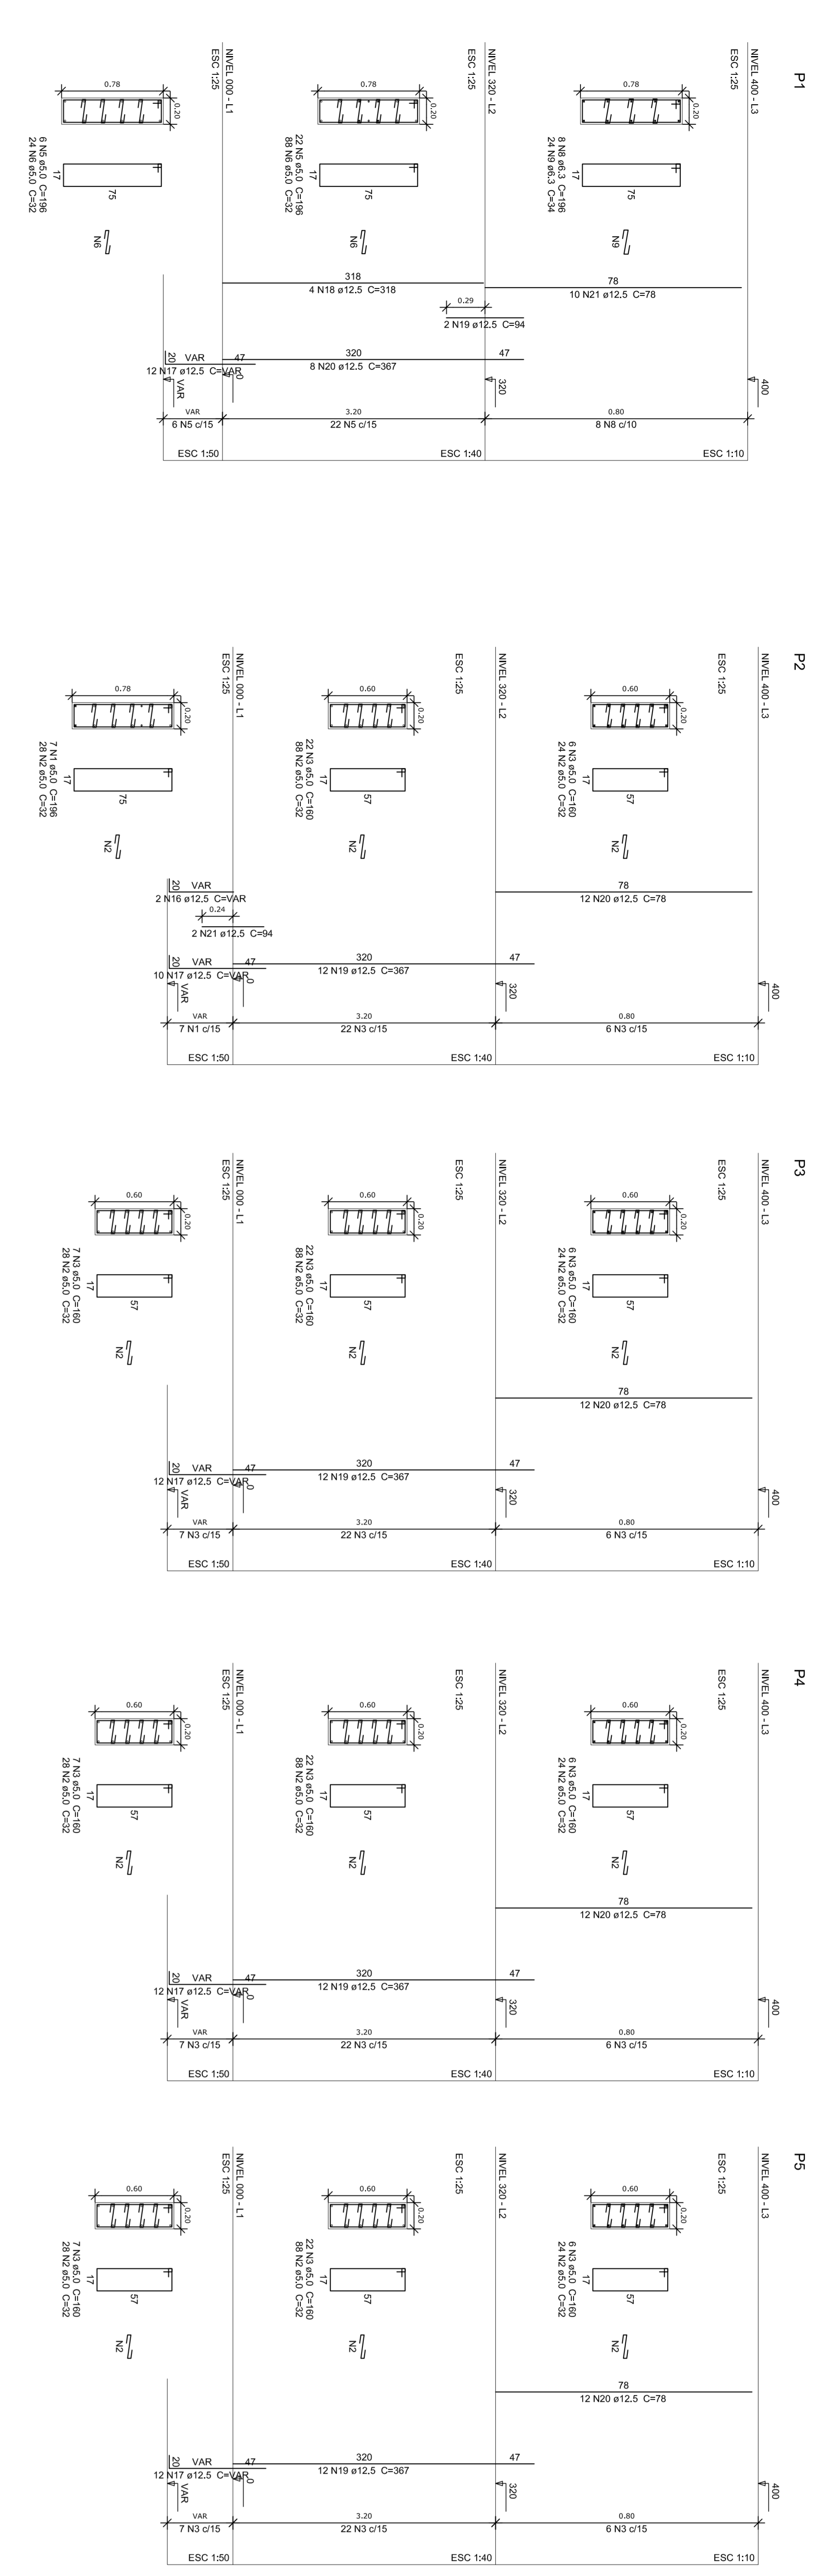 P1
NIVEL 400 - L3
ESC 1:25
0.78
0.20
8 N8 ø6.3 C=196
24 N9 ø6.3 C=34
17
75
N9
78
10 N21 ø12.5 C=78
400
0.80
8 N8 c/10
ESC 1:10
NIVEL 320 - L2
ESC 1:25
0.78
0.20
22 N5 ø5.0 C=196
88 N6 ø5.0 C=32
17
75
N6
318
4 N18 ø12.5 C=318
0.29
2 N19 ø12.5 C=94
320
47
8 N20 ø12.5 C=367
320
3.20
22 N5 c/15
ESC 1:40
NIVEL 000 - L1
ESC 1:25
0.78
0.20
6 N5 ø5.0 C=196
24 N6 ø5.0 C=32
17
75
N6
20
VAR
47
12 N17 ø12.5 C=VAR
VAR
0
VAR
6 N5 c/15
ESC 1:50
P2
NIVEL 400 - L3
ESC 1:25
0.60
0.20
6 N3 ø5.0 C=160
24 N2 ø5.0 C=32
17
57
N2
78
12 N20 ø12.5 C=78
400
0.80
6 N3 c/15
ESC 1:10
NIVEL 320 - L2
ESC 1:25
0.60
0.20
22 N3 ø5.0 C=160
88 N2 ø5.0 C=32
17
57
N2
320
47
12 N19 ø12.5 C=367
320
3.20
22 N3 c/15
ESC 1:40
NIVEL 000 - L1
ESC 1:25
0.78
0.20
7 N1 ø5.0 C=196
28 N2 ø5.0 C=32
17
75
N2
20
VAR
2 N16 ø12.5 C=VAR
0.24
2 N21 ø12.5 C=94
20
VAR
47
10 N17 ø12.5 C=VAR
VAR
0
VAR
7 N1 c/15
ESC 1:50
P3
NIVEL 400 - L3
ESC 1:25
0.60
0.20
6 N3 ø5.0 C=160
24 N2 ø5.0 C=32
17
57
N2
78
12 N20 ø12.5 C=78
400
0.80
6 N3 c/15
ESC 1:10
NIVEL 320 - L2
ESC 1:25
0.60
0.20
22 N3 ø5.0 C=160
88 N2 ø5.0 C=32
17
57
N2
320
47
12 N19 ø12.5 C=367
320
3.20
22 N3 c/15
ESC 1:40
NIVEL 000 - L1
ESC 1:25
0.60
0.20
7 N3 ø5.0 C=160
28 N2 ø5.0 C=32
17
57
N2
20
VAR
47
12 N17 ø12.5 C=VAR
VAR
0
VAR
7 N3 c/15
ESC 1:50
P4
NIVEL 400 - L3
ESC 1:25
0.60
0.20
6 N3 ø5.0 C=160
24 N2 ø5.0 C=32
17
57
N2
78
12 N20 ø12.5 C=78
400
0.80
6 N3 c/15
ESC 1:10
NIVEL 320 - L2
ESC 1:25
0.60
0.20
22 N3 ø5.0 C=160
88 N2 ø5.0 C=32
17
57
N2
320
47
12 N19 ø12.5 C=367
320
3.20
22 N3 c/15
ESC 1:40
NIVEL 000 - L1
ESC 1:25
0.60
0.20
7 N3 ø5.0 C=160
28 N2 ø5.0 C=32
17
57
N2
20
VAR
47
12 N17 ø12.5 C=VAR
VAR
0
VAR
7 N3 c/15
ESC 1:50
P5
NIVEL 400 - L3
ESC 1:25
0.60
0.20
6 N3 ø5.0 C=160
24 N2 ø5.0 C=32
17
57
N2
78
12 N20 ø12.5 C=78
400
0.80
6 N3 c/15
ESC 1:10
NIVEL 320 - L2
ESC 1:25
0.60
0.20
22 N3 ø5.0 C=160
88 N2 ø5.0 C=32
17
57
N2
320
47
12 N19 ø12.5 C=367
320
3.20
22 N3 c/15
ESC 1:40
NIVEL 000 - L1
ESC 1:25
0.60
0.20
7 N3 ø5.0 C=160
28 N2 ø5.0 C=32
17
57
N2
20
VAR
47
12 N17 ø12.5 C=VAR
VAR
0
VAR
7 N3 c/15
ESC 1:50